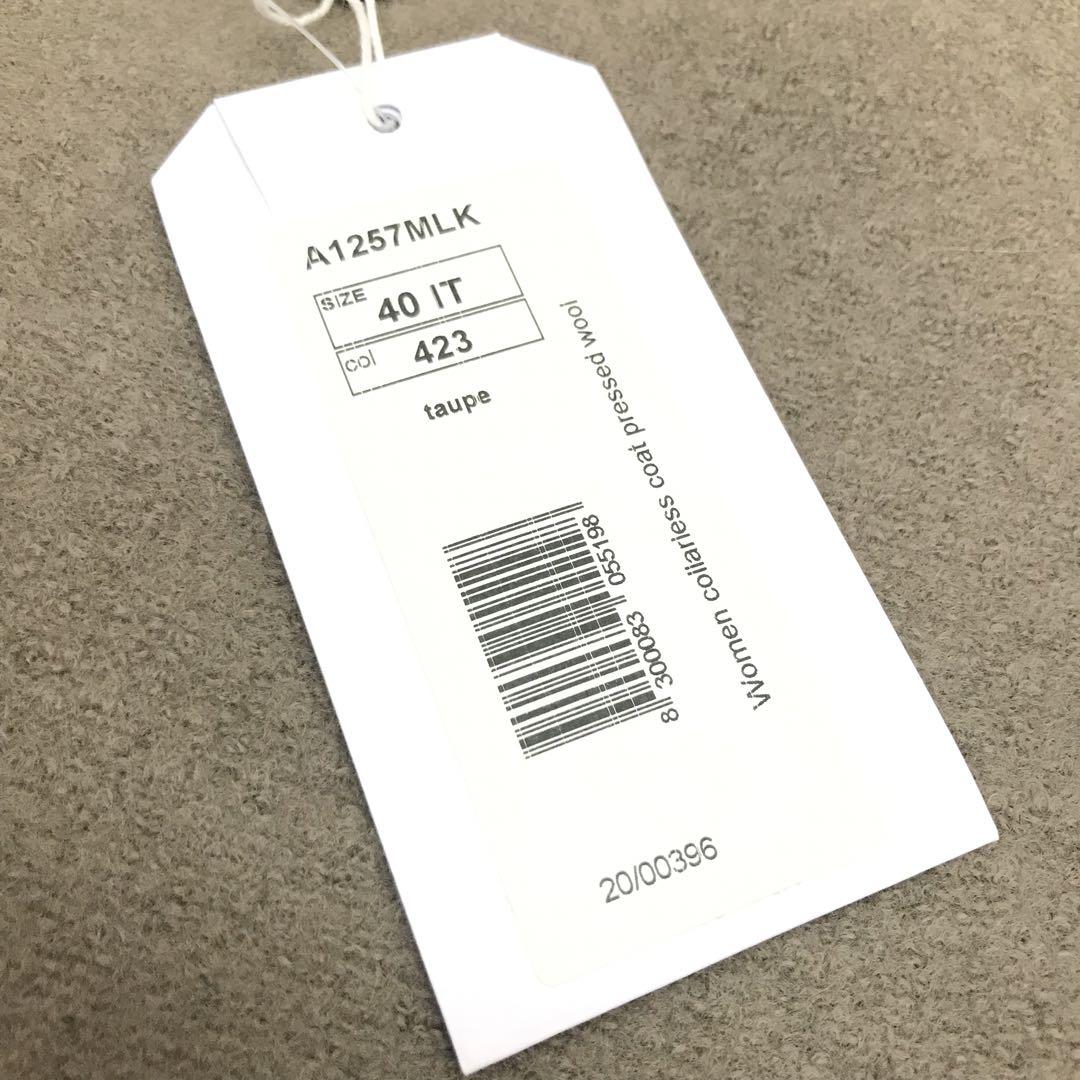 A1257MLK
SIZE 40 IT
col 423
taupe
Women collarless coat pressed wool
8 300083 055198
20/00396